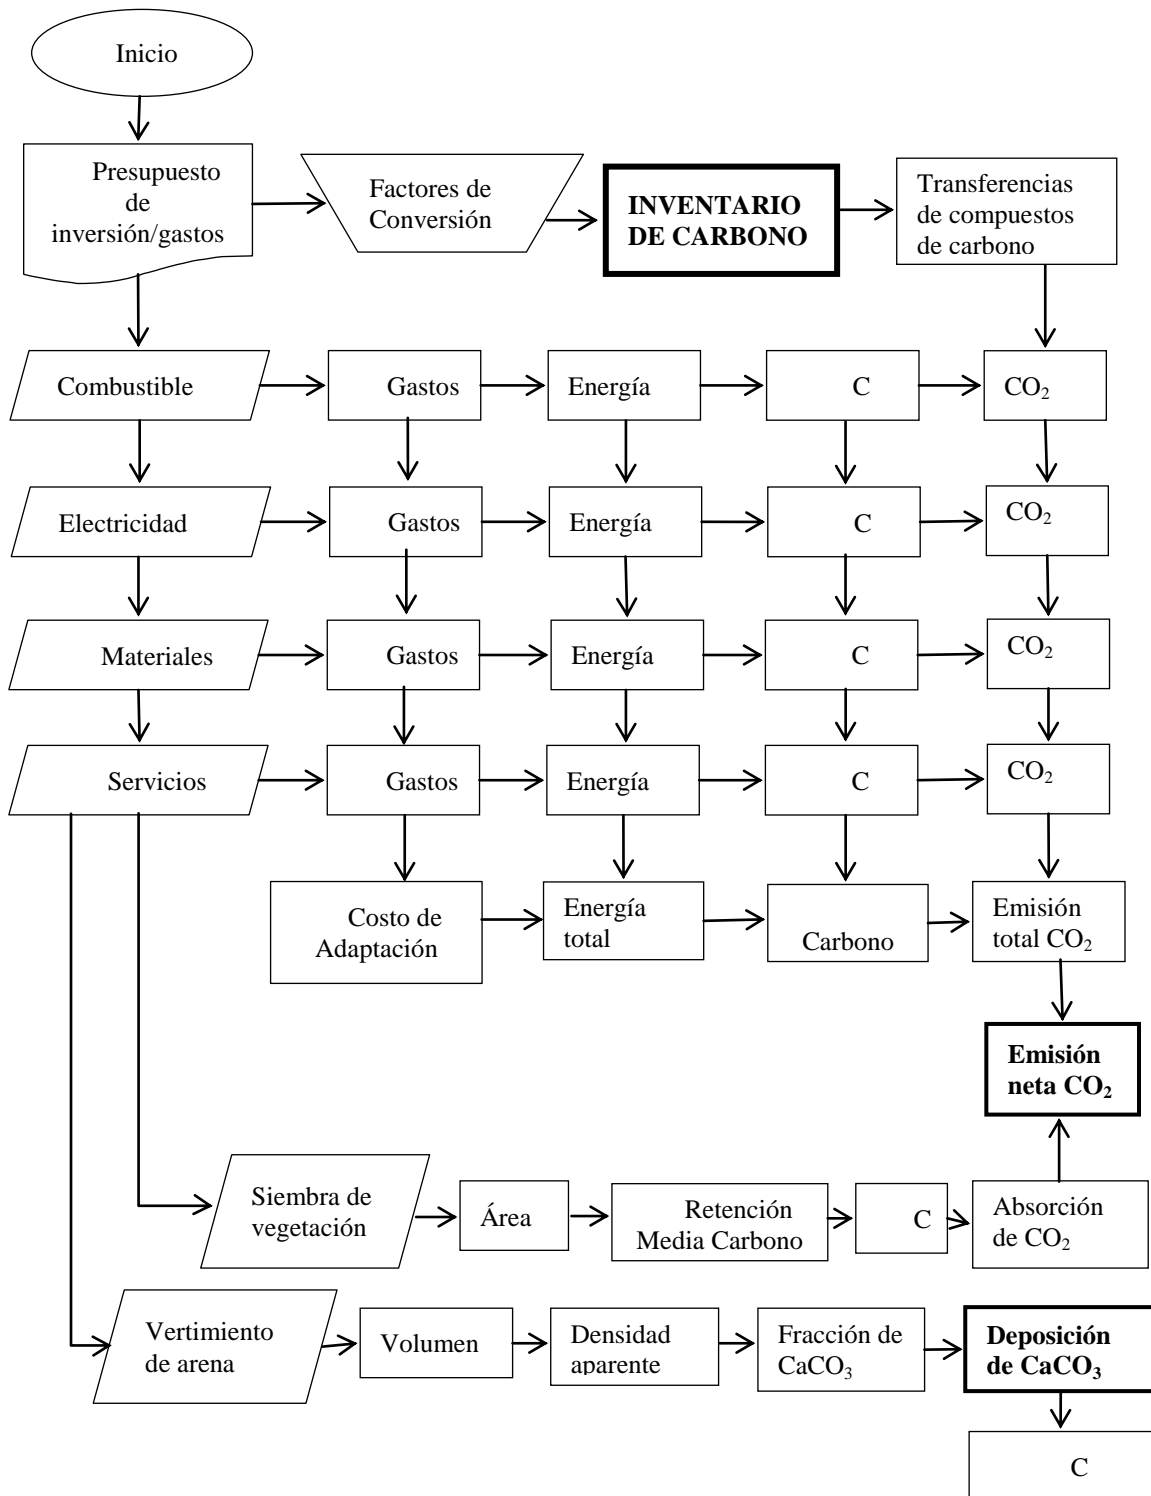 Inicio
Presupuesto
de
inversión/gastos
Factores de
Conversión
INVENTARIO
DE CARBONO
Transferencias
de compuestos
de carbono
Combustible
Gastos
Energía
C
CO₂
Electricidad
Gastos
Energía
C
CO₂
Materiales
Gastos
Energía
C
CO₂
Servicios
Gastos
Energía
C
CO₂
Costo de
Adaptación
Energía
total
Carbono
Emisión
total CO₂
Emisión
neta CO₂
Siembra de
vegetación
Área
Retención
Media Carbono
C
Absorción
de CO₂
Vertimiento
de arena
Volumen
Densidad
aparente
Fracción de
CaCO₃
Deposición
de CaCO₃
C